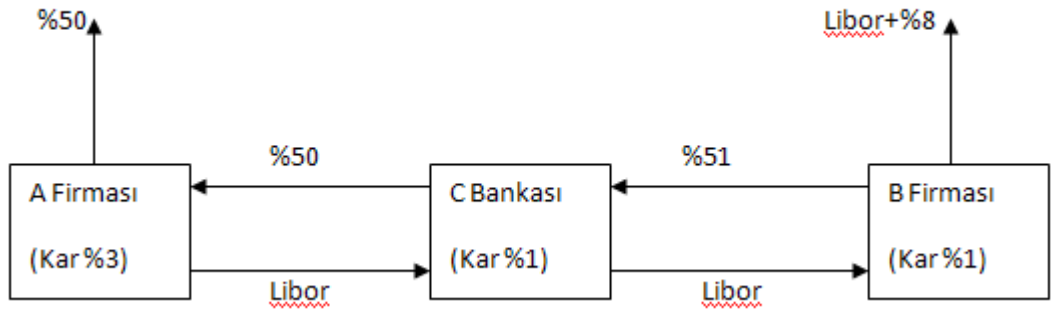 %50
Libor+%8
%50
%51
A Firması
(Kar %3)
C Bankası
(Kar %1)
B Firması
(Kar %1)
Libor
Libor